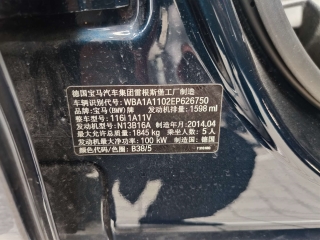 德国宝马汽车集团雷根斯堡工厂制造
车辆识别代号: WBA1A1102EP626750
品牌: 宝马(BMW)牌 发动机排量: 1598 ml
整车型号: 116i 1A11V
发动机型号: N13B16A 制造年月: 2014.04
最大允许总质量: 1845 kg 乘坐人数: 5 人
发动机最大净功率: 100 kW 制造国: 德国
颜色代码/色圈: B38/5